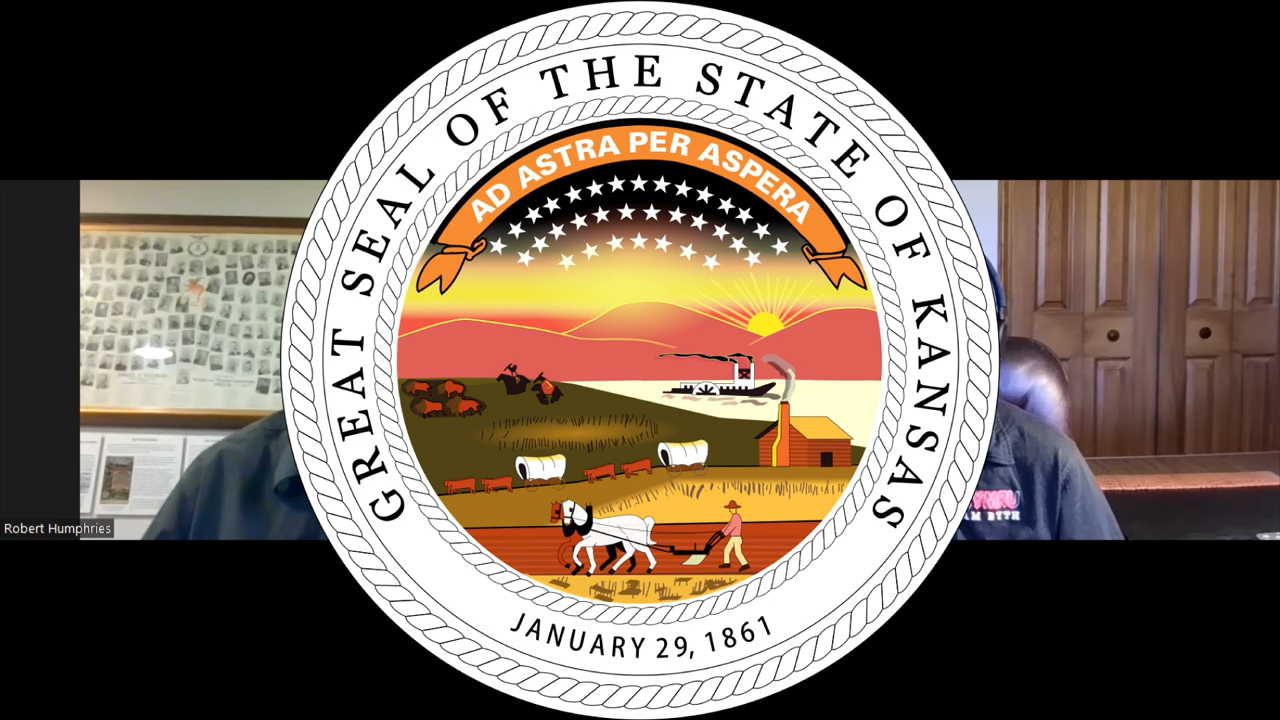 GREAT SEAL OF THE STATE OF KANSAS
AD ASTRA PER ASPERA
JANUARY 29, 1861
Robert Humphries